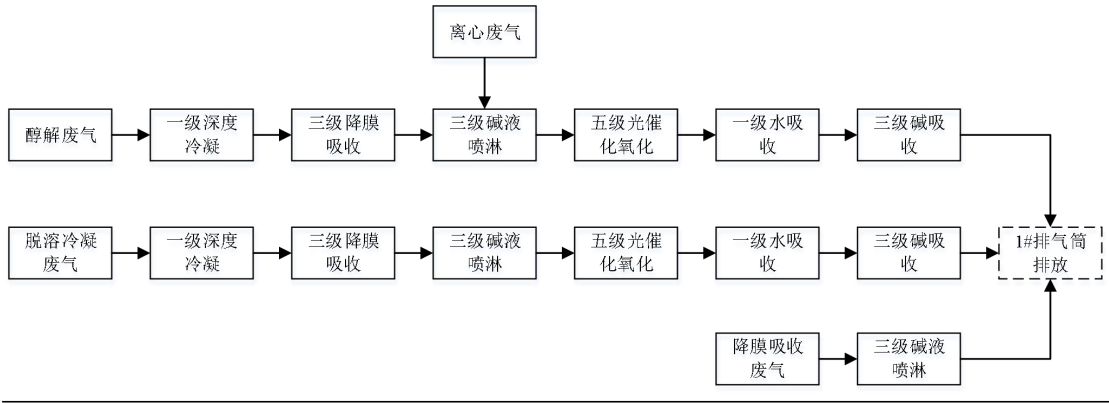 离心废气
醇解废气
一级深度
冷凝
三级降膜
吸收
三级碱液
喷淋
五级光催
化氧化
一级水吸
收
三级碱吸
收
脱溶冷凝
废气
一级深度
冷凝
三级降膜
吸收
三级碱液
喷淋
五级光催
化氧化
一级水吸
收
三级碱吸
收
1#排气筒
排放
降膜吸收
废气
三级碱液
喷淋